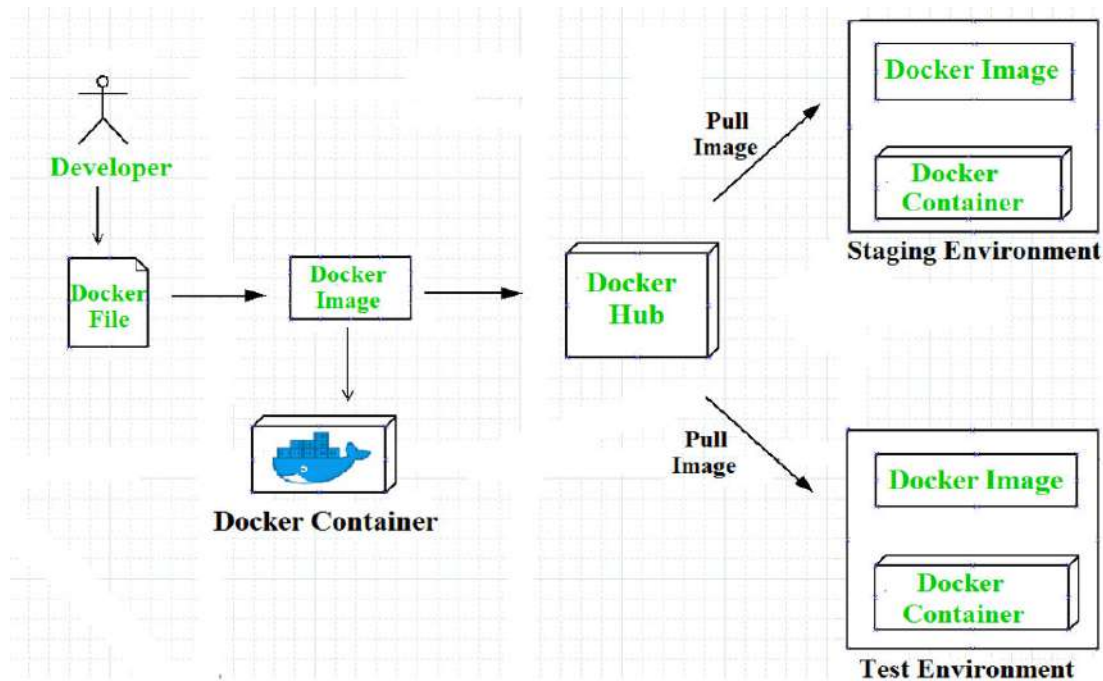 Developer
Docker
File
Docker
Image
Docker Container
Docker
Hub
Pull
Image
Docker Image
Docker
Container
Staging Environment
Pull
Image
Docker Image
Docker
Container
Test Environment